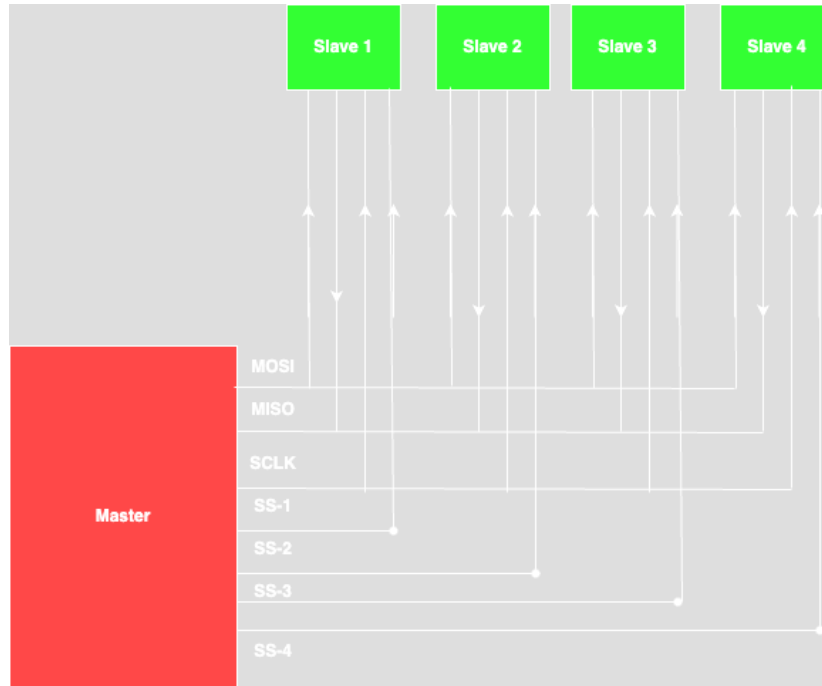 Slave 1
Slave 2
Slave 3
Slave 4
MOSI
MISO
SCLK
SS-1
Master
SS-2
SS-3
SS-4